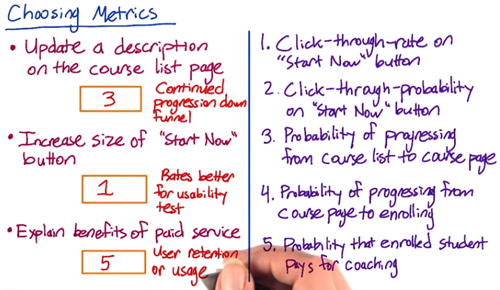 Choosing Metrics
• Update a description
on the course list page
3
Continued
progression down
funnel
• Increase size of "Start Now"
button
1
Rates better
for usability
test
• Explain benefits of paid service
5
User retention
or usage
1. Click-through-rate on
"Start Now" button
2. Click-through-probability
on "Start Now" button
3. Probability of progressing
from course list to course page
4. Probability of progressing from
course page to enrolling
5. Probability that enrolled student
pays for coaching